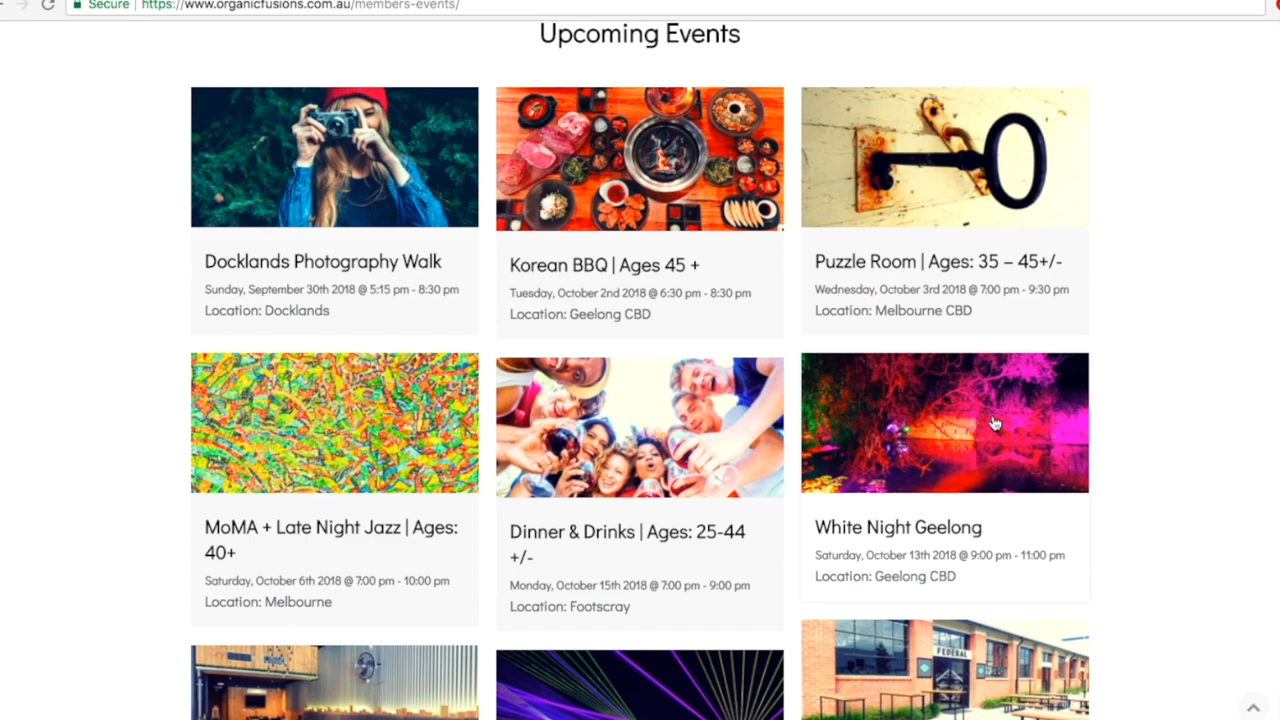 Secure | https://www.organicfusions.com.au/members-events/
Upcoming Events
Docklands Photography Walk
Sunday, September 30th 2018 @ 5:15 pm - 8:30 pm
Location: Docklands
Korean BBQ | Ages 45 +
Tuesday, October 2nd 2018 @ 6:30 pm - 8:30 pm
Location: Geelong CBD
Puzzle Room | Ages: 35 – 45+/-
Wednesday, October 3rd 2018 @ 7:00 pm - 9:30 pm
Location: Melbourne CBD
MoMA + Late Night Jazz | Ages:
40+
Saturday, October 6th 2018 @ 7:00 pm - 10:00 pm
Location: Melbourne
Dinner & Drinks | Ages: 25-44
+/-
Monday, October 15th 2018 @ 7:00 pm - 9:00 pm
Location: Footscray
White Night Geelong
Saturday, October 13th 2018 @ 9:00 pm - 11:00 pm
Location: Geelong CBD
FEDERAL